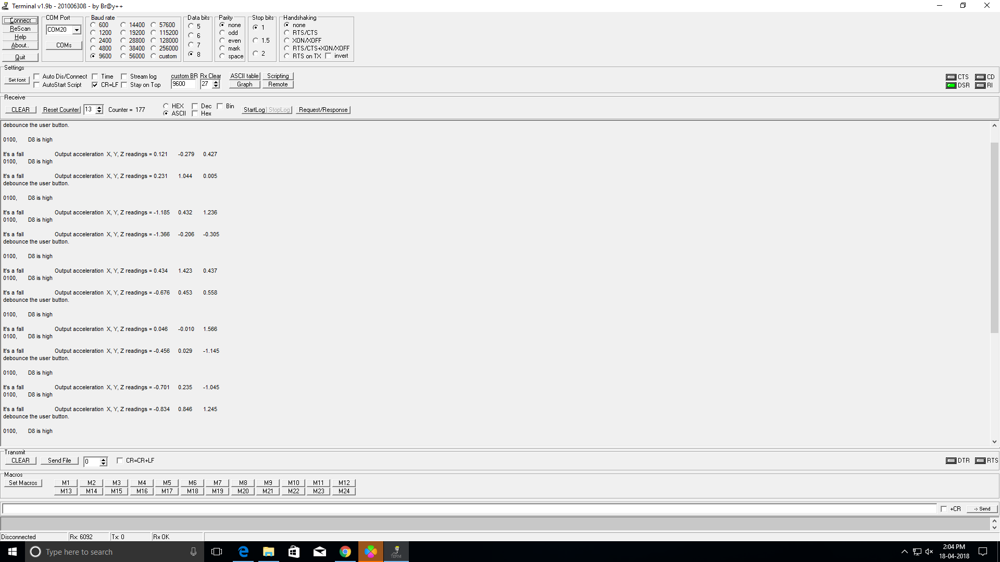 Terminal v1.9b - 20100630ß - by Br@y++
Connect
ReScan
Help
About..
Quit
COM Port
COM20
COMs
Baud rate
600 14400 57600
1200 19200 115200
2400 28800 128000
4800 38400 256000
9600 56000 custom
Data bits
5
6
7
8
Parity
none
odd
even
mark
space
Stop bits
1
1.5
2
Handshaking
none
RTS/CTS
XON/XOFF
RTS/CTS+XON/XOFF
RTS on TX invert
Settings
Set font
Auto Dis/Connect Time Stream log
AutoStart Script CR=LF Stay on Top
custom BR Rx Clear
9600 27
ASCII table Scripting
Graph Remote
CTS CD
DSR RI
Receive
CLEAR Reset Counter 13 Counter = 177
HEX Dec Bin
ASCII Hex
StartLog StopLog Request/Response
debounce the user button.
0100, D8 is high
It's a fall Output acceleration X, Y, Z readings = 0.121 -0.279 0.427
0100, D8 is high
It's a fall Output acceleration X, Y, Z readings = 0.231 1.044 0.005
debounce the user button.
0100, D8 is high
It's a fall Output acceleration X, Y, Z readings = -1.185 0.432 1.236
0100, D8 is high
It's a fall Output acceleration X, Y, Z readings = -1.366 -0.206 -0.305
debounce the user button.
0100, D8 is high
It's a fall Output acceleration X, Y, Z readings = 0.434 1.423 0.437
0100, D8 is high
It's a fall Output acceleration X, Y, Z readings = -0.676 0.453 0.558
debounce the user button.
0100, D8 is high
It's a fall Output acceleration X, Y, Z readings = 0.046 -0.010 1.566
0100, D8 is high
It's a fall Output acceleration X, Y, Z readings = -0.456 0.029 -1.145
debounce the user button.
0100, D8 is high
It's a fall Output acceleration X, Y, Z readings = -0.701 0.235 -1.045
0100, D8 is high
It's a fall Output acceleration X, Y, Z readings = -0.834 0.846 1.245
debounce the user button.
0100, D8 is high
Transmit
CLEAR Send File 0 CR=CR+LF
DTR RTS
Macros
Set Macros
M1 M2 M3 M4 M5 M6 M7 M8 M9 M10 M11 M12
M13 M14 M15 M16 M17 M18 M19 M20 M21 M22 M23 M24
+CR -> Send
Disconnected Rx: 6092 Tx: 0 Rx OK
Type here to search
TERM
2:04 PM
18-04-2018